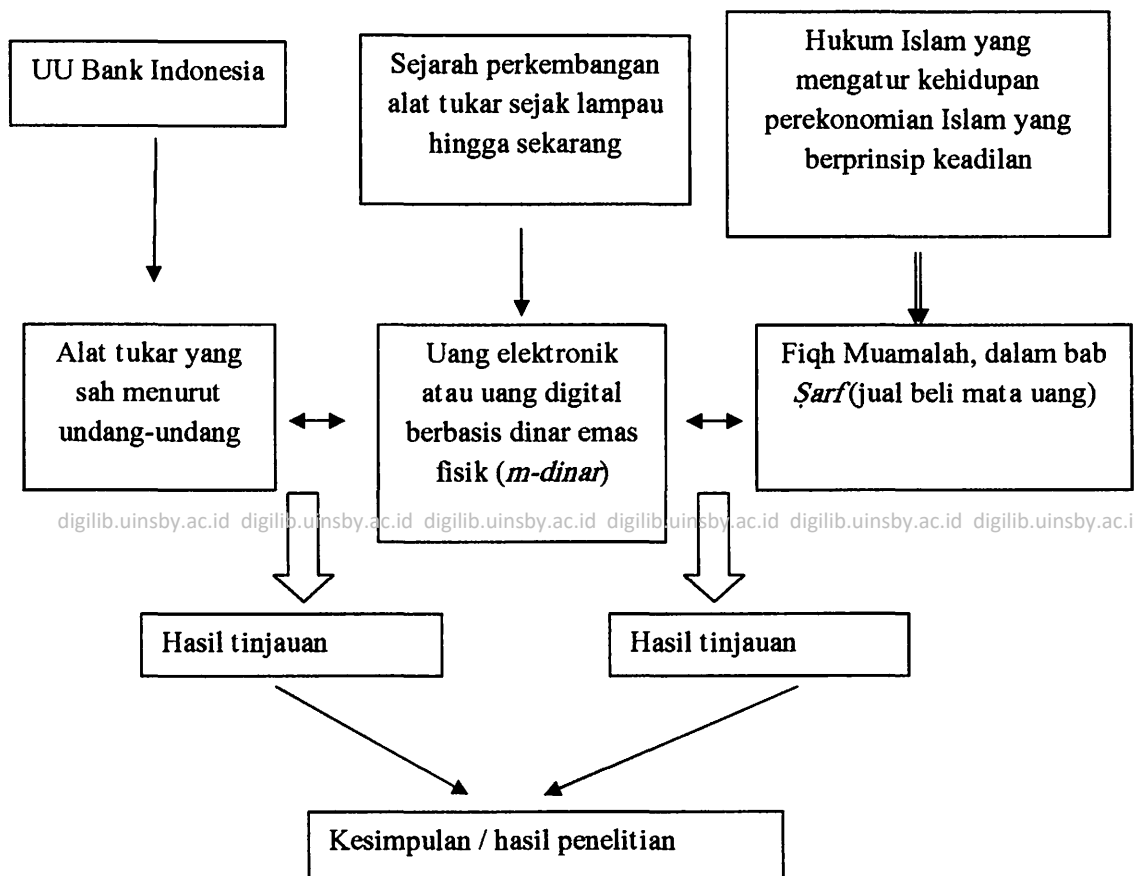 UU Bank Indonesia
Sejarah perkembangan
alat tukar sejak lampau
hingga sekarang
Hukum Islam yang
mengatur kehidupan
perekonomian Islam yang
berprinsip keadilan
Alat tukar yang
sah menurut
undang-undang
Uang elektronik
atau uang digital
berbasis dinar emas
fisik (m-dinar)
Fiqh Muamalah, dalam bab
Ṣarf (jual beli mata uang)
digilib.uinsby.ac.id digilib.uinsby.ac.id digilib.uinsby.ac.id digilib.uinsby.ac.id digilib.uinsby.ac.id digilib.uinsby.ac.i
Hasil tinjauan
Hasil tinjauan
Kesimpulan / hasil penelitian